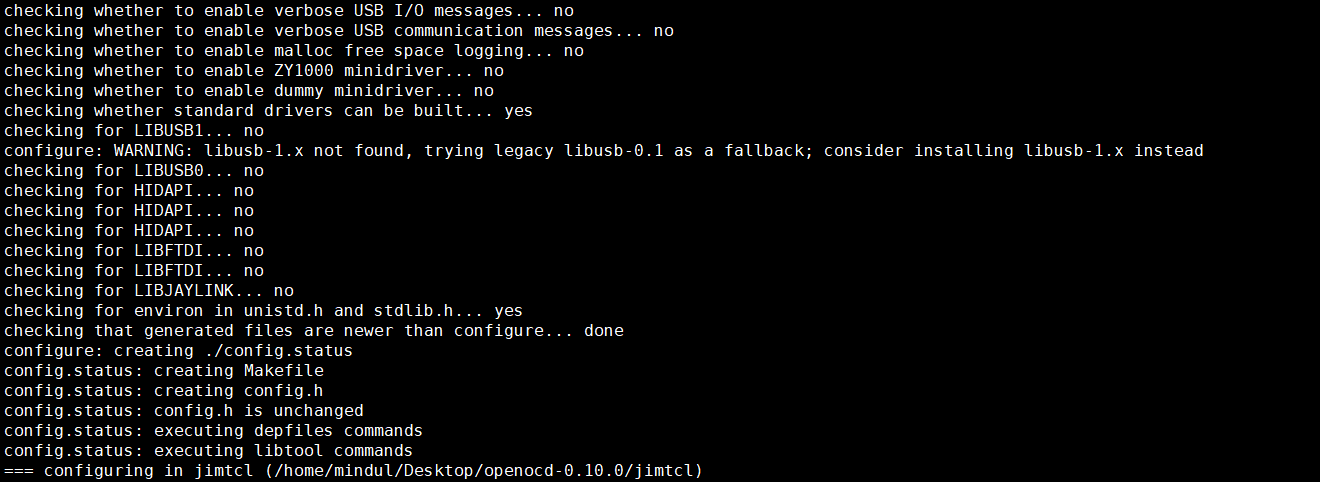 checking whether to enable verbose USB I/O messages... no
checking whether to enable verbose USB communication messages... no
checking whether to enable malloc free space logging... no
checking whether to enable ZY1000 minidriver... no
checking whether to enable dummy minidriver... no
checking whether standard drivers can be built... yes
checking for LIBUSB1... no
configure: WARNING: libusb-1.x not found, trying legacy libusb-0.1 as a fallback; consider installing libusb-1.x instead
checking for LIBUSB0... no
checking for HIDAPI... no
checking for HIDAPI... no
checking for HIDAPI... no
checking for LIBFTDI... no
checking for LIBFTDI... no
checking for LIBJAYLINK... no
checking for environ in unistd.h and stdlib.h... yes
checking that generated files are newer than configure... done
configure: creating ./config.status
config.status: creating Makefile
config.status: creating config.h
config.status: config.h is unchanged
config.status: executing depfiles commands
config.status: executing libtool commands
=== configuring in jimtcl (/home/mindul/Desktop/openocd-0.10.0/jimtcl)